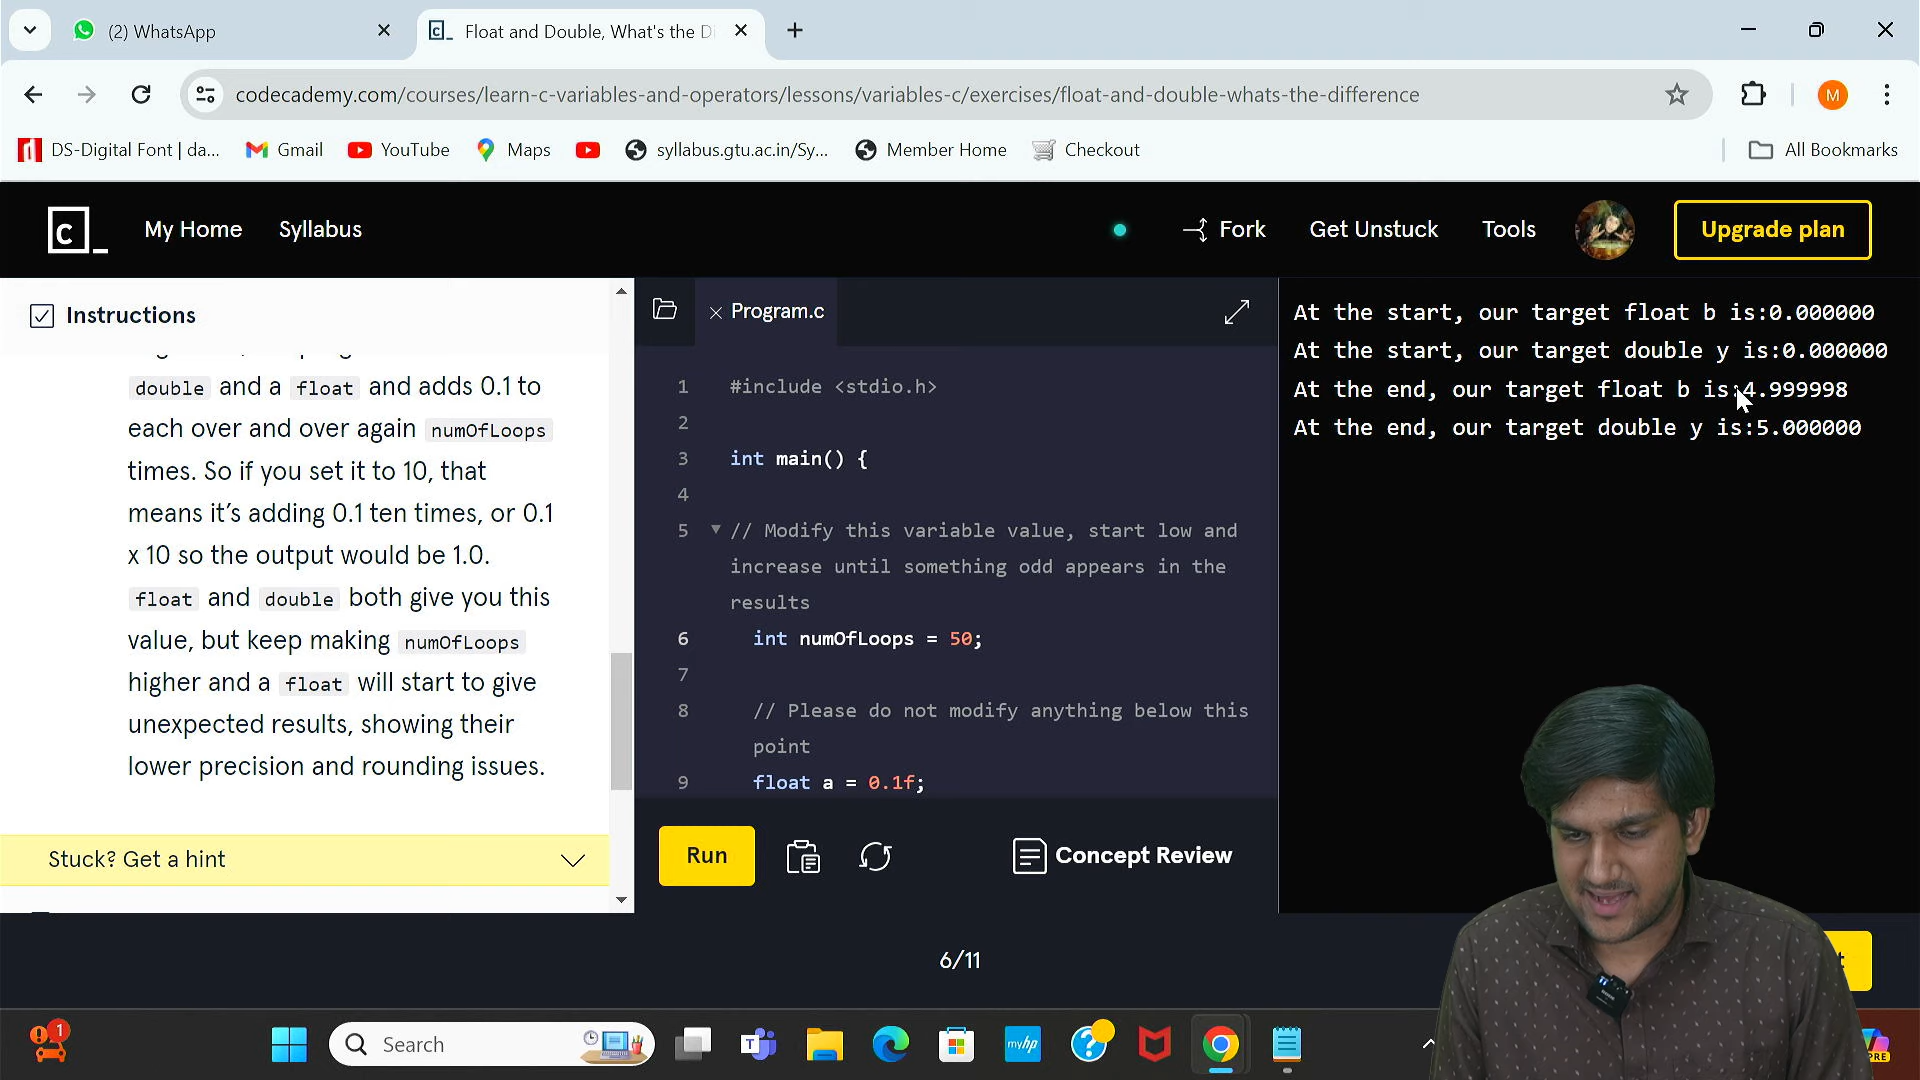 (2) WhatsApp
Float and Double, What's the Di
codecademy.com/courses/learn-c-variables-and-operators/lessons/variables-c/exercises/float-and-double-whats-the-difference
M
DS-Digital Font | da...
Gmail
YouTube
Maps
syllabus.gtu.ac.in/Sy...
Member Home
Checkout
All Bookmarks
c
My Home
Syllabus
Fork
Get Unstuck
Tools
Upgrade plan
Instructions
double and a float and adds 0.1 to
each over and over again numOfLoops
times. So if you set it to 10, that
means it’s adding 0.1 ten times, or 0.1
x 10 so the output would be 1.0.
float and double both give you this
value, but keep making numOfLoops
higher and a float will start to give
unexpected results, showing their
lower precision and rounding issues.
Stuck? Get a hint
Program.c
1 #include <stdio.h>
2
3 int main() {
4
5 // Modify this variable value, start low and
increase until something odd appears in the
results
6 int numOfLoops = 50;
7
8 // Please do not modify anything below this
point
9 float a = 0.1f;
Run
Concept Review
At the start, our target float b is:0.000000
At the start, our target double y is:0.000000
At the end, our target float b is:4.999998
At the end, our target double y is:5.000000
6/11
1
Search
T
myhp
PRE